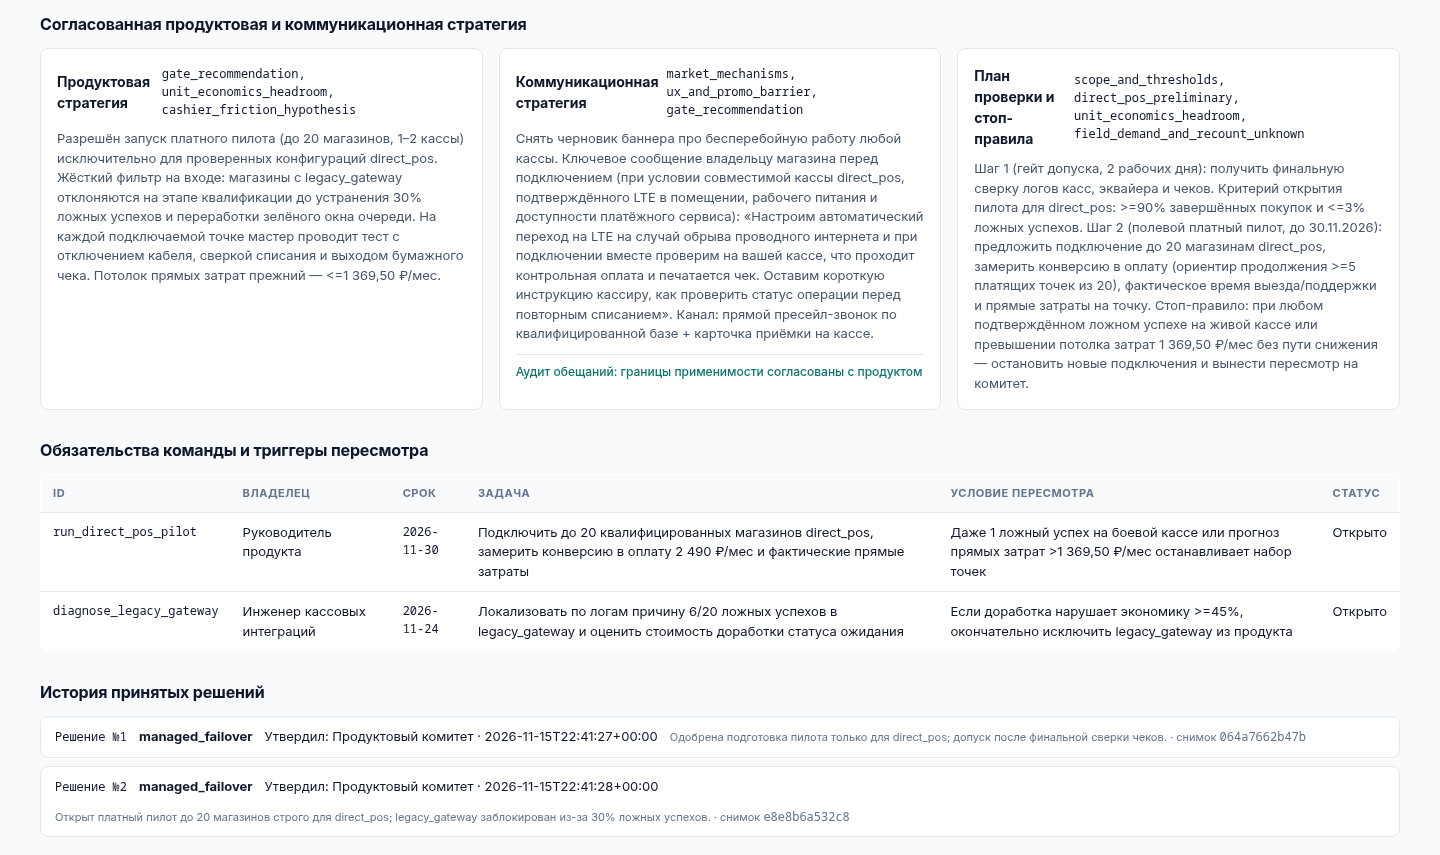 Согласованная продуктовая и коммуникационная стратегия
Продуктовая
стратегия
gate_recommendation,
unit_economics_headroom,
cashier_friction_hypothesis
Разрешён запуск платного пилота (до 20 магазинов, 1–2 кассы)
исключительно для проверенных конфигураций direct_pos.
Жёсткий фильтр на входе: магазины с legacy_gateway
отклоняются на этапе квалификации до устранения 30%
ложных успехов и переработки зелёного окна очереди. На
каждой подключаемой точке мастер проводит тест с
отключением кабеля, сверкой списания и выходом бумажного
чека. Потолок прямых затрат прежний — <=1 369,50 ₽/мес.
Коммуникационная
стратегия
market_mechanisms,
ux_and_promo_barrier,
gate_recommendation
Снять черновик баннера про бесперебойную работу любой
кассы. Ключевое сообщение владельцу магазина перед
подключением (при условии совместимой кассы direct_pos,
подтверждённого LTE в помещении, рабочего питания и
доступности платёжного сервиса): «Настроим автоматический
переход на LTE на случай обрыва проводного интернета и при
подключении вместе проверим на вашей кассе, что проходит
контрольная оплата и печатается чек. Оставим короткую
инструкцию кассиру, как проверить статус операции перед
повторным списанием». Канал: прямой пресейл-звонок по
квалифицированной базе + карточка приёмки на кассе.
Аудит обещаний: границы применимости согласованы с продуктом
План
проверки и
стоп-
правила
scope_and_thresholds,
direct_pos_preliminary,
unit_economics_headroom,
field_demand_and_recount_unknown
Шаг 1 (гейт допуска, 2 рабочих дня): получить финальную
сверку логов касс, эквайера и чеков. Критерий открытия
пилота для direct_pos: >=90% завершённых покупок и <=3%
ложных успехов. Шаг 2 (полевой платный пилот, до 30.11.2026):
предложить подключение до 20 магазинам direct_pos,
замерить конверсию в оплату (ориентир продолжения >=5
платящих точек из 20), фактическое время выезда/поддержки
и прямые затраты на точку. Стоп-правило: при любом
подтверждённом ложном успехе на живой кассе или
превышении потолка затрат 1 369,50 ₽/мес без пути снижения
— остановить новые подключения и вынести пересмотр на
комитет.
Обязательства команды и триггеры пересмотра
ID ВЛАДЕЛЕЦ СРОК ЗАДАЧА УСЛОВИЕ ПЕРЕСМОТРА СТАТУС
run_direct_pos_pilot
Руководитель
продукта
2026-
11-30
Подключить до 20 квалифицированных магазинов direct_pos,
замерить конверсию в оплату 2 490 ₽/мес и фактические прямые
затраты
Даже 1 ложный успех на боевой кассе или прогноз
прямых затрат >1 369,50 ₽/мес останавливает набор
точек
Открыто
diagnose_legacy_gateway
Инженер кассовых
интеграций
2026-
11-24
Локализовать по логам причину 6/20 ложных успехов в
legacy_gateway и оценить стоимость доработки статуса ожидания
Если доработка нарушает экономику >=45%,
окончательно исключить legacy_gateway из продукта
Открыто
История принятых решений
Решение №1 managed_failover Утвердил: Продуктовый комитет · 2026-11-15T22:41:27+00:00 Одобрена подготовка пилота только для direct_pos; допуск после финальной сверки чеков. · снимок 064a7662b47b
Решение №2 managed_failover Утвердил: Продуктовый комитет · 2026-11-15T22:41:28+00:00
Открыт платный пилот до 20 магазинов строго для direct_pos; legacy_gateway заблокирован из-за 30% ложных успехов. · снимок e8e8b6a532c8